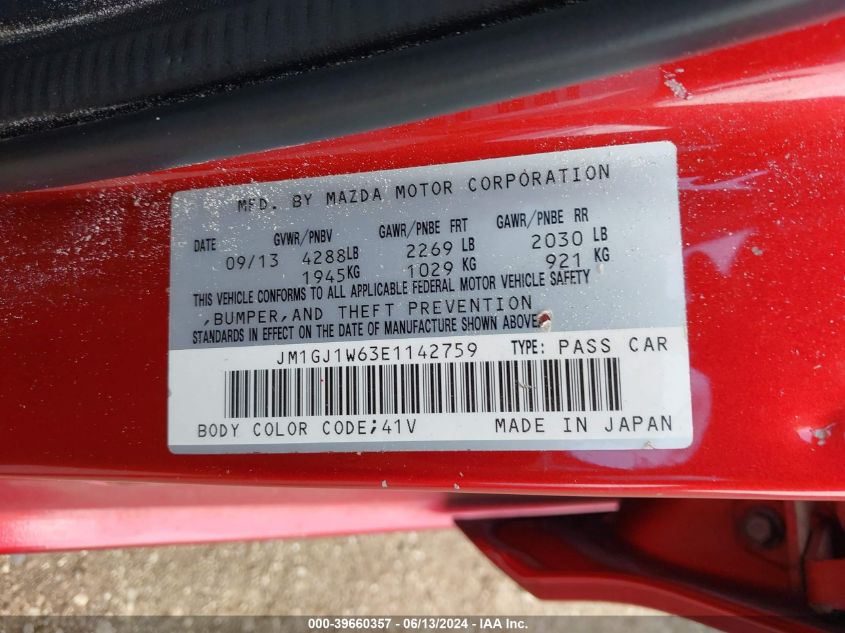 MFD. BY MAZDA MOTOR CORPORATION
DATE GVWR/PNBV GAWR/PNBE FRT GAWR/PNBE RR
09/13 4288LB 2269 LB 2030 LB
1945KG 1029 KG 921 KG
THIS VEHICLE CONFORMS TO ALL APPLICABLE FEDERAL MOTOR VEHICLE SAFETY
,BUMPER,AND THEFT PREVENTION
STANDARDS IN EFFECT ON THE DATE OF MANUFACTURE SHOWN ABOVE
JM1GJ1W63E1142759 TYPE: PASS CAR
BODY COLOR CODE;41V MADE IN JAPAN
000-39660357 - 06/13/2024 - IAA Inc.